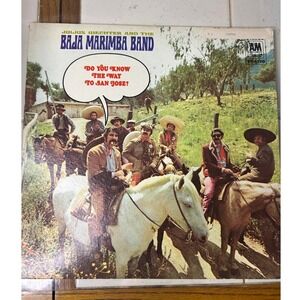 JULIUS WECHTER AND THE
BAJA MARIMBA BAND
A&M
DO YOU KNOW
THE WAY
TO SAN JOSE?